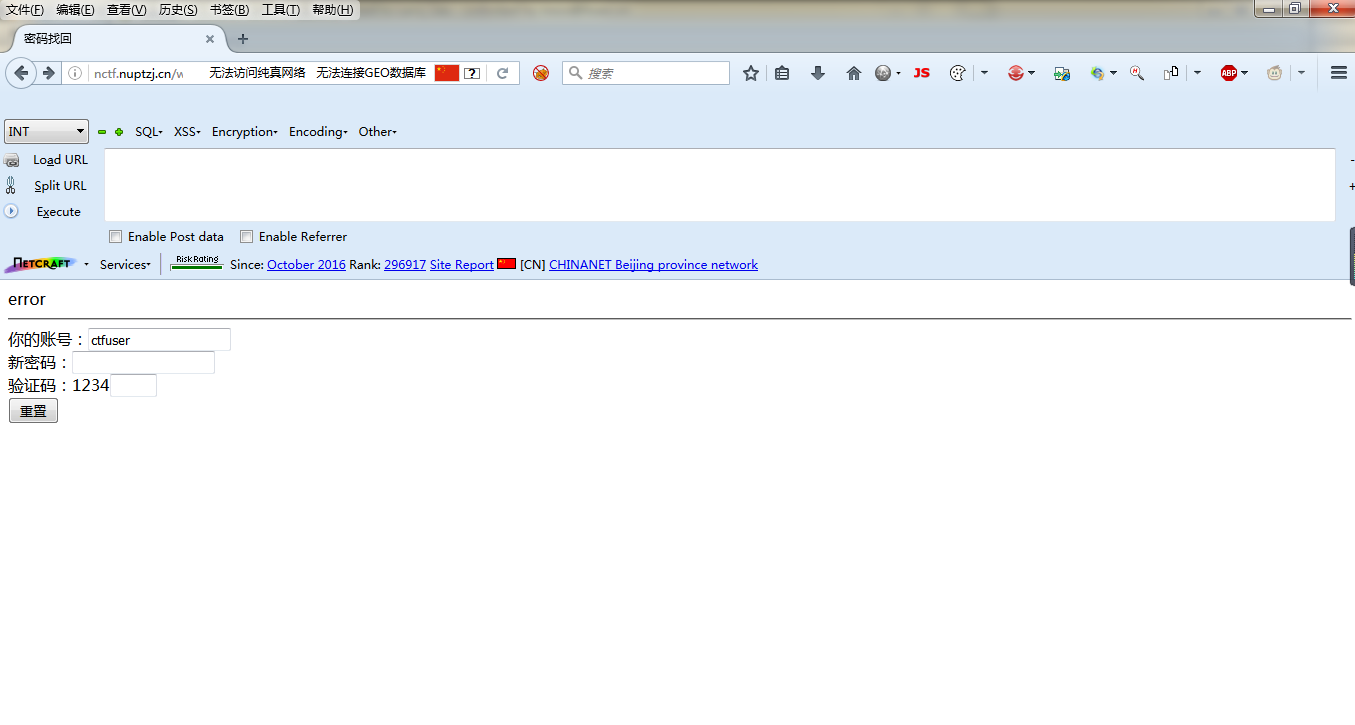 文件(F) 编辑(E) 查看(V) 历史(S) 书签(B) 工具(T) 帮助(H)
密码找回
nctf.nuptzj.cn/w 无法访问纯真网络 无法连接GEO数据库 ? 搜索 JS ABP
INT SQL XSS Encryption Encoding Other
Load URL
Split URL
Execute
Enable Post data Enable Referrer
NETCRAFT Services Risk Rating Since: October 2016 Rank: 296917 Site Report [CN] CHINANET Beijing province network
error
你的账号：ctfuser
新密码：
验证码：1234
重置